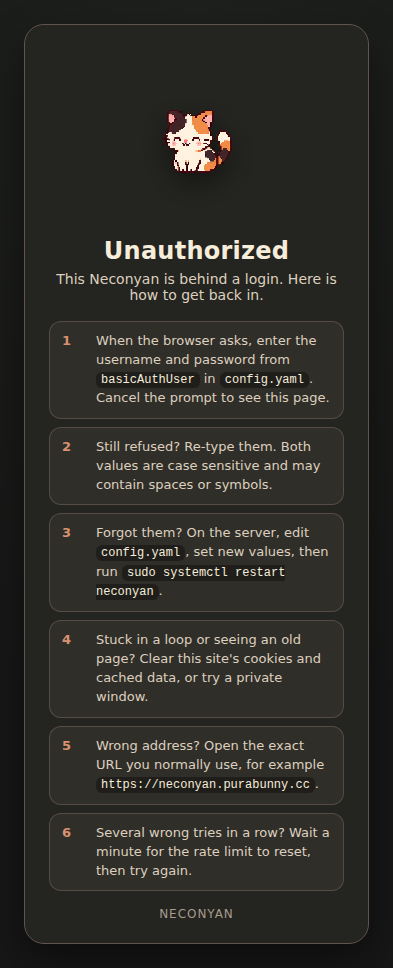 Unauthorized
This Neconyan is behind a login. Here is
how to get back in.
1 When the browser asks, enter the
username and password from
basicAuthUser in config.yaml.
Cancel the prompt to see this page.
2 Still refused? Re-type them. Both
values are case sensitive and may
contain spaces or symbols.
3 Forgot them? On the server, edit
config.yaml, set new values, then
run sudo systemctl restart
neconyan.
4 Stuck in a loop or seeing an old
page? Clear this site's cookies and
cached data, or try a private
window.
5 Wrong address? Open the exact
URL you normally use, for example
https://neconyan.purabunny.cc.
6 Several wrong tries in a row? Wait a
minute for the rate limit to reset,
then try again.
NECONYAN